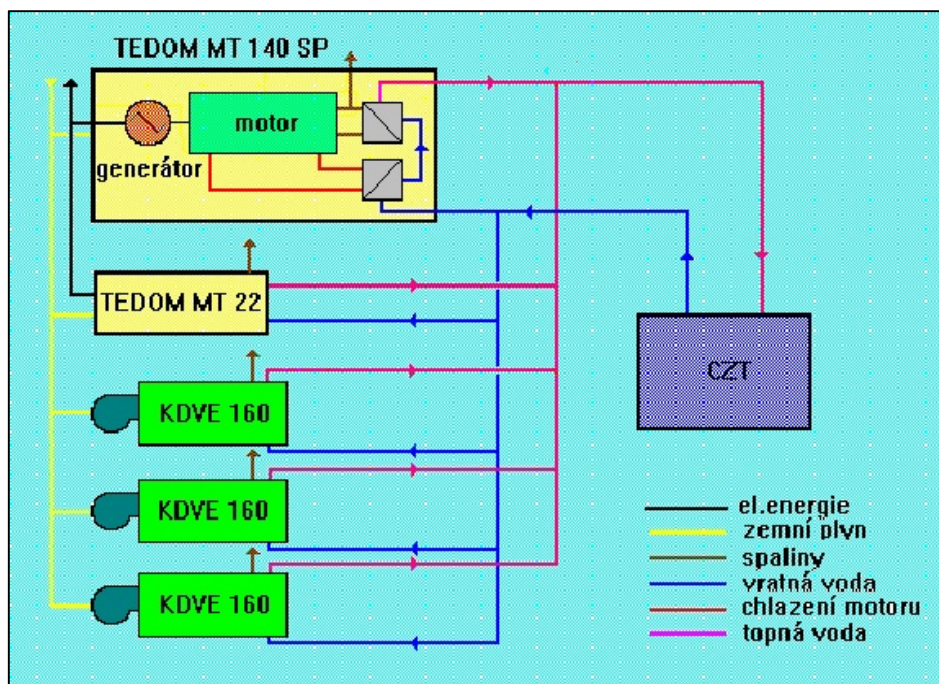 TEDOM MT 140 SP
motor
generátor
TEDOM MT 22
CZT
KDVE 160
KDVE 160
KDVE 160
el.energie
zemní plyn
spaliny
vratná voda
chlazení motoru
topná voda